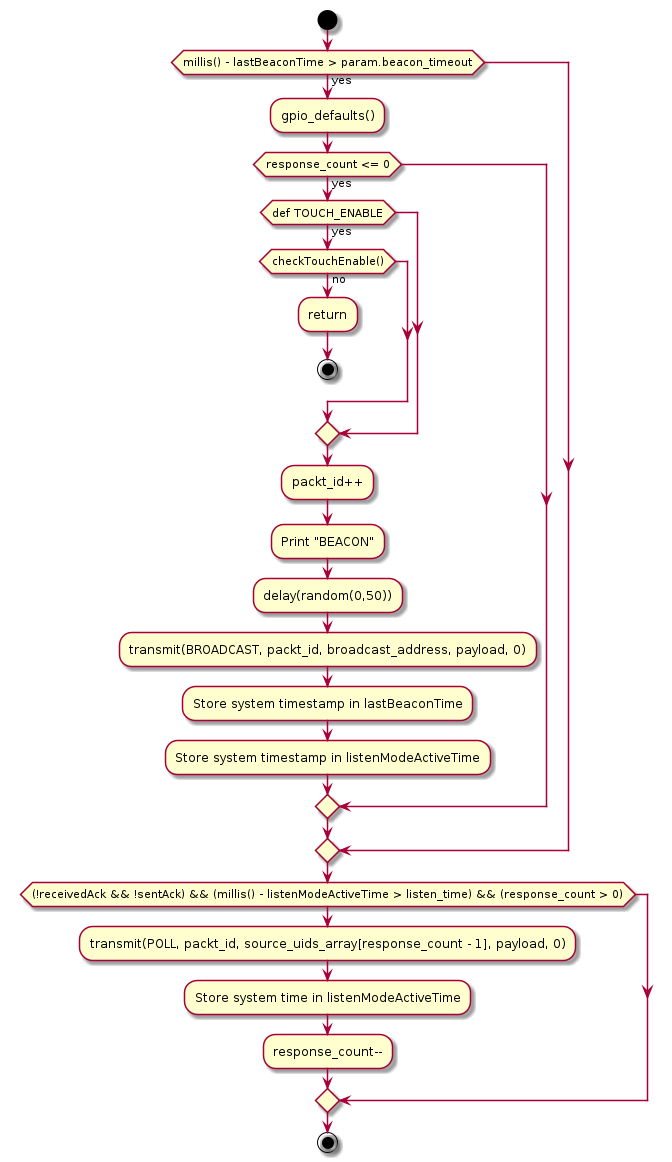 millis() - lastBeaconTime > param.beacon_timeout
yes
gpio_defaults()
response_count <= 0
yes
def TOUCH_ENABLE
yes
checkTouchEnable()
no
return
packt_id++
Print "BEACON"
delay(random(0,50))
transmit(BROADCAST, packt_id, broadcast_address, payload, 0)
Store system timestamp in lastBeaconTime
Store system timestamp in listenModeActiveTime
(!receivedAck && !sentAck) && (millis() - listenModeActiveTime > listen_time) && (response_count > 0)
transmit(POLL, packt_id, source_uids_array[response_count - 1], payload, 0)
Store system time in listenModeActiveTime
response_count--